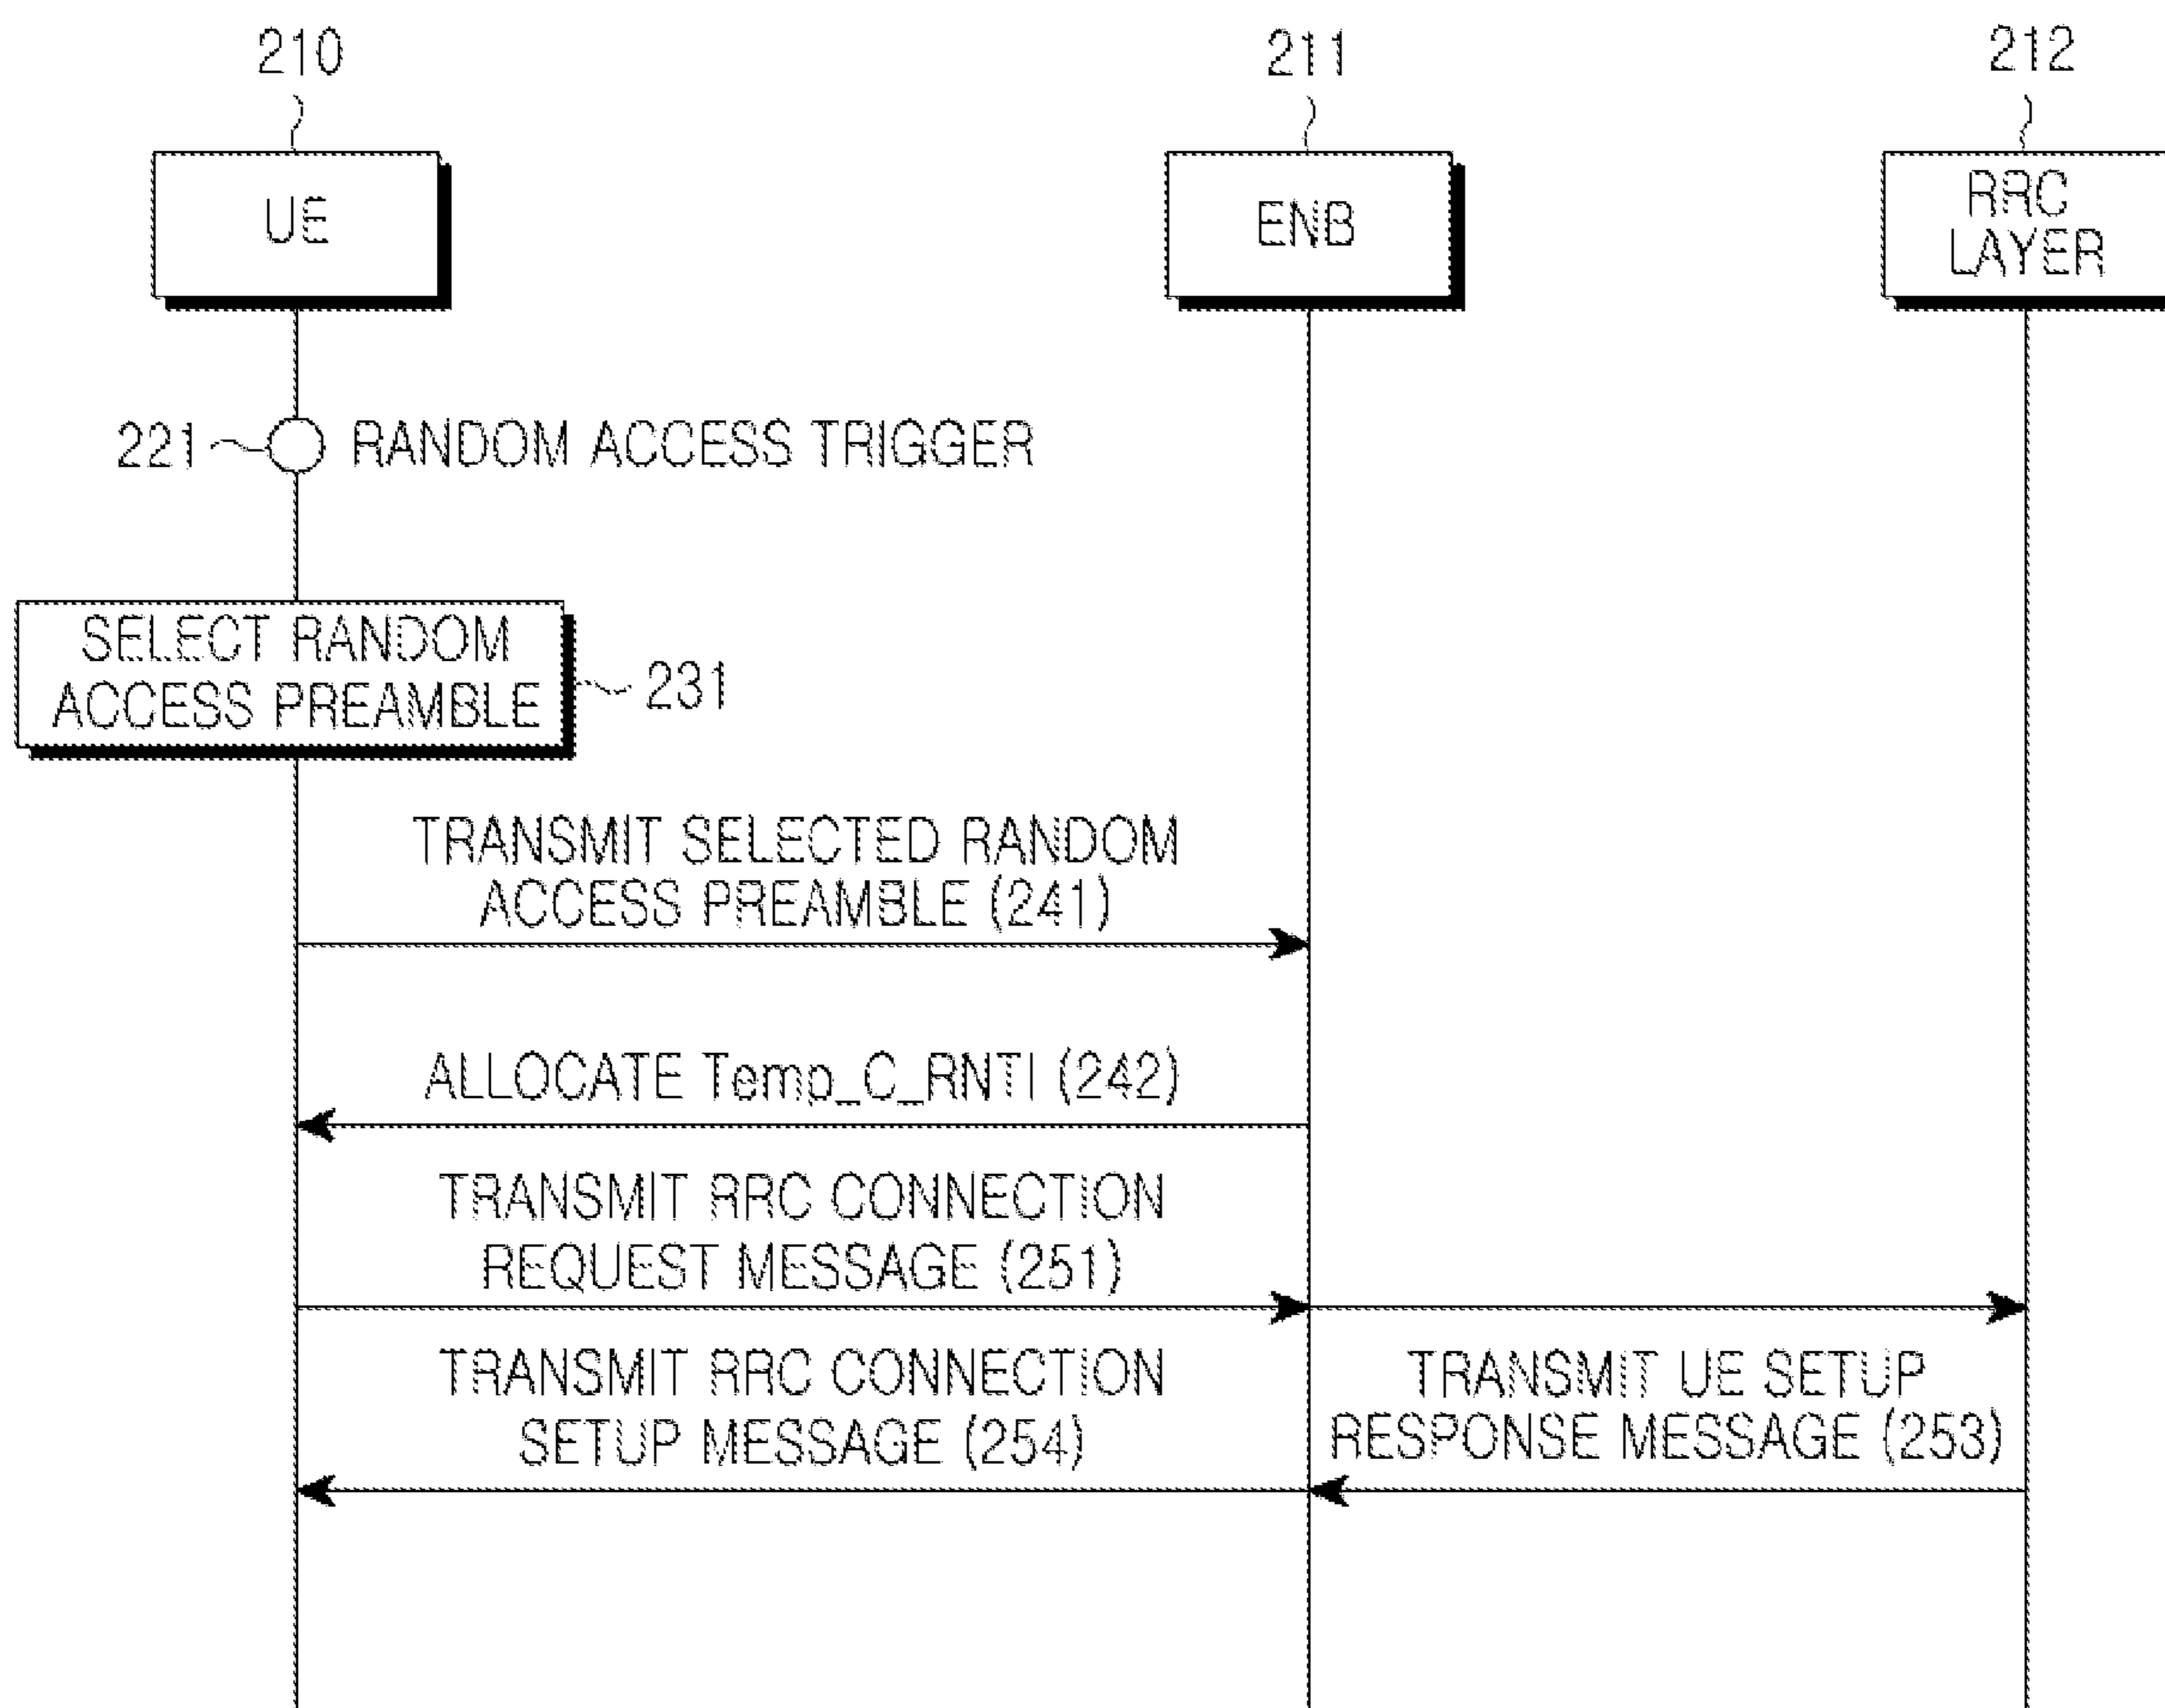 210
211
212
UE
ENB
RRC
LAYER
221
RANDOM ACCESS TRIGGER
SELECT RANDOM
ACCESS PREAMBLE
231
TRANSMIT SELECTED RANDOM
ACCESS PREAMBLE (241)
ALLOCATE Temp_C_RNTI (242)
TRANSMIT RRC CONNECTION
REQUEST MESSAGE (251)
TRANSMIT RRC CONNECTION
SETUP MESSAGE (254)
TRANSMIT UE SETUP
RESPONSE MESSAGE (253)